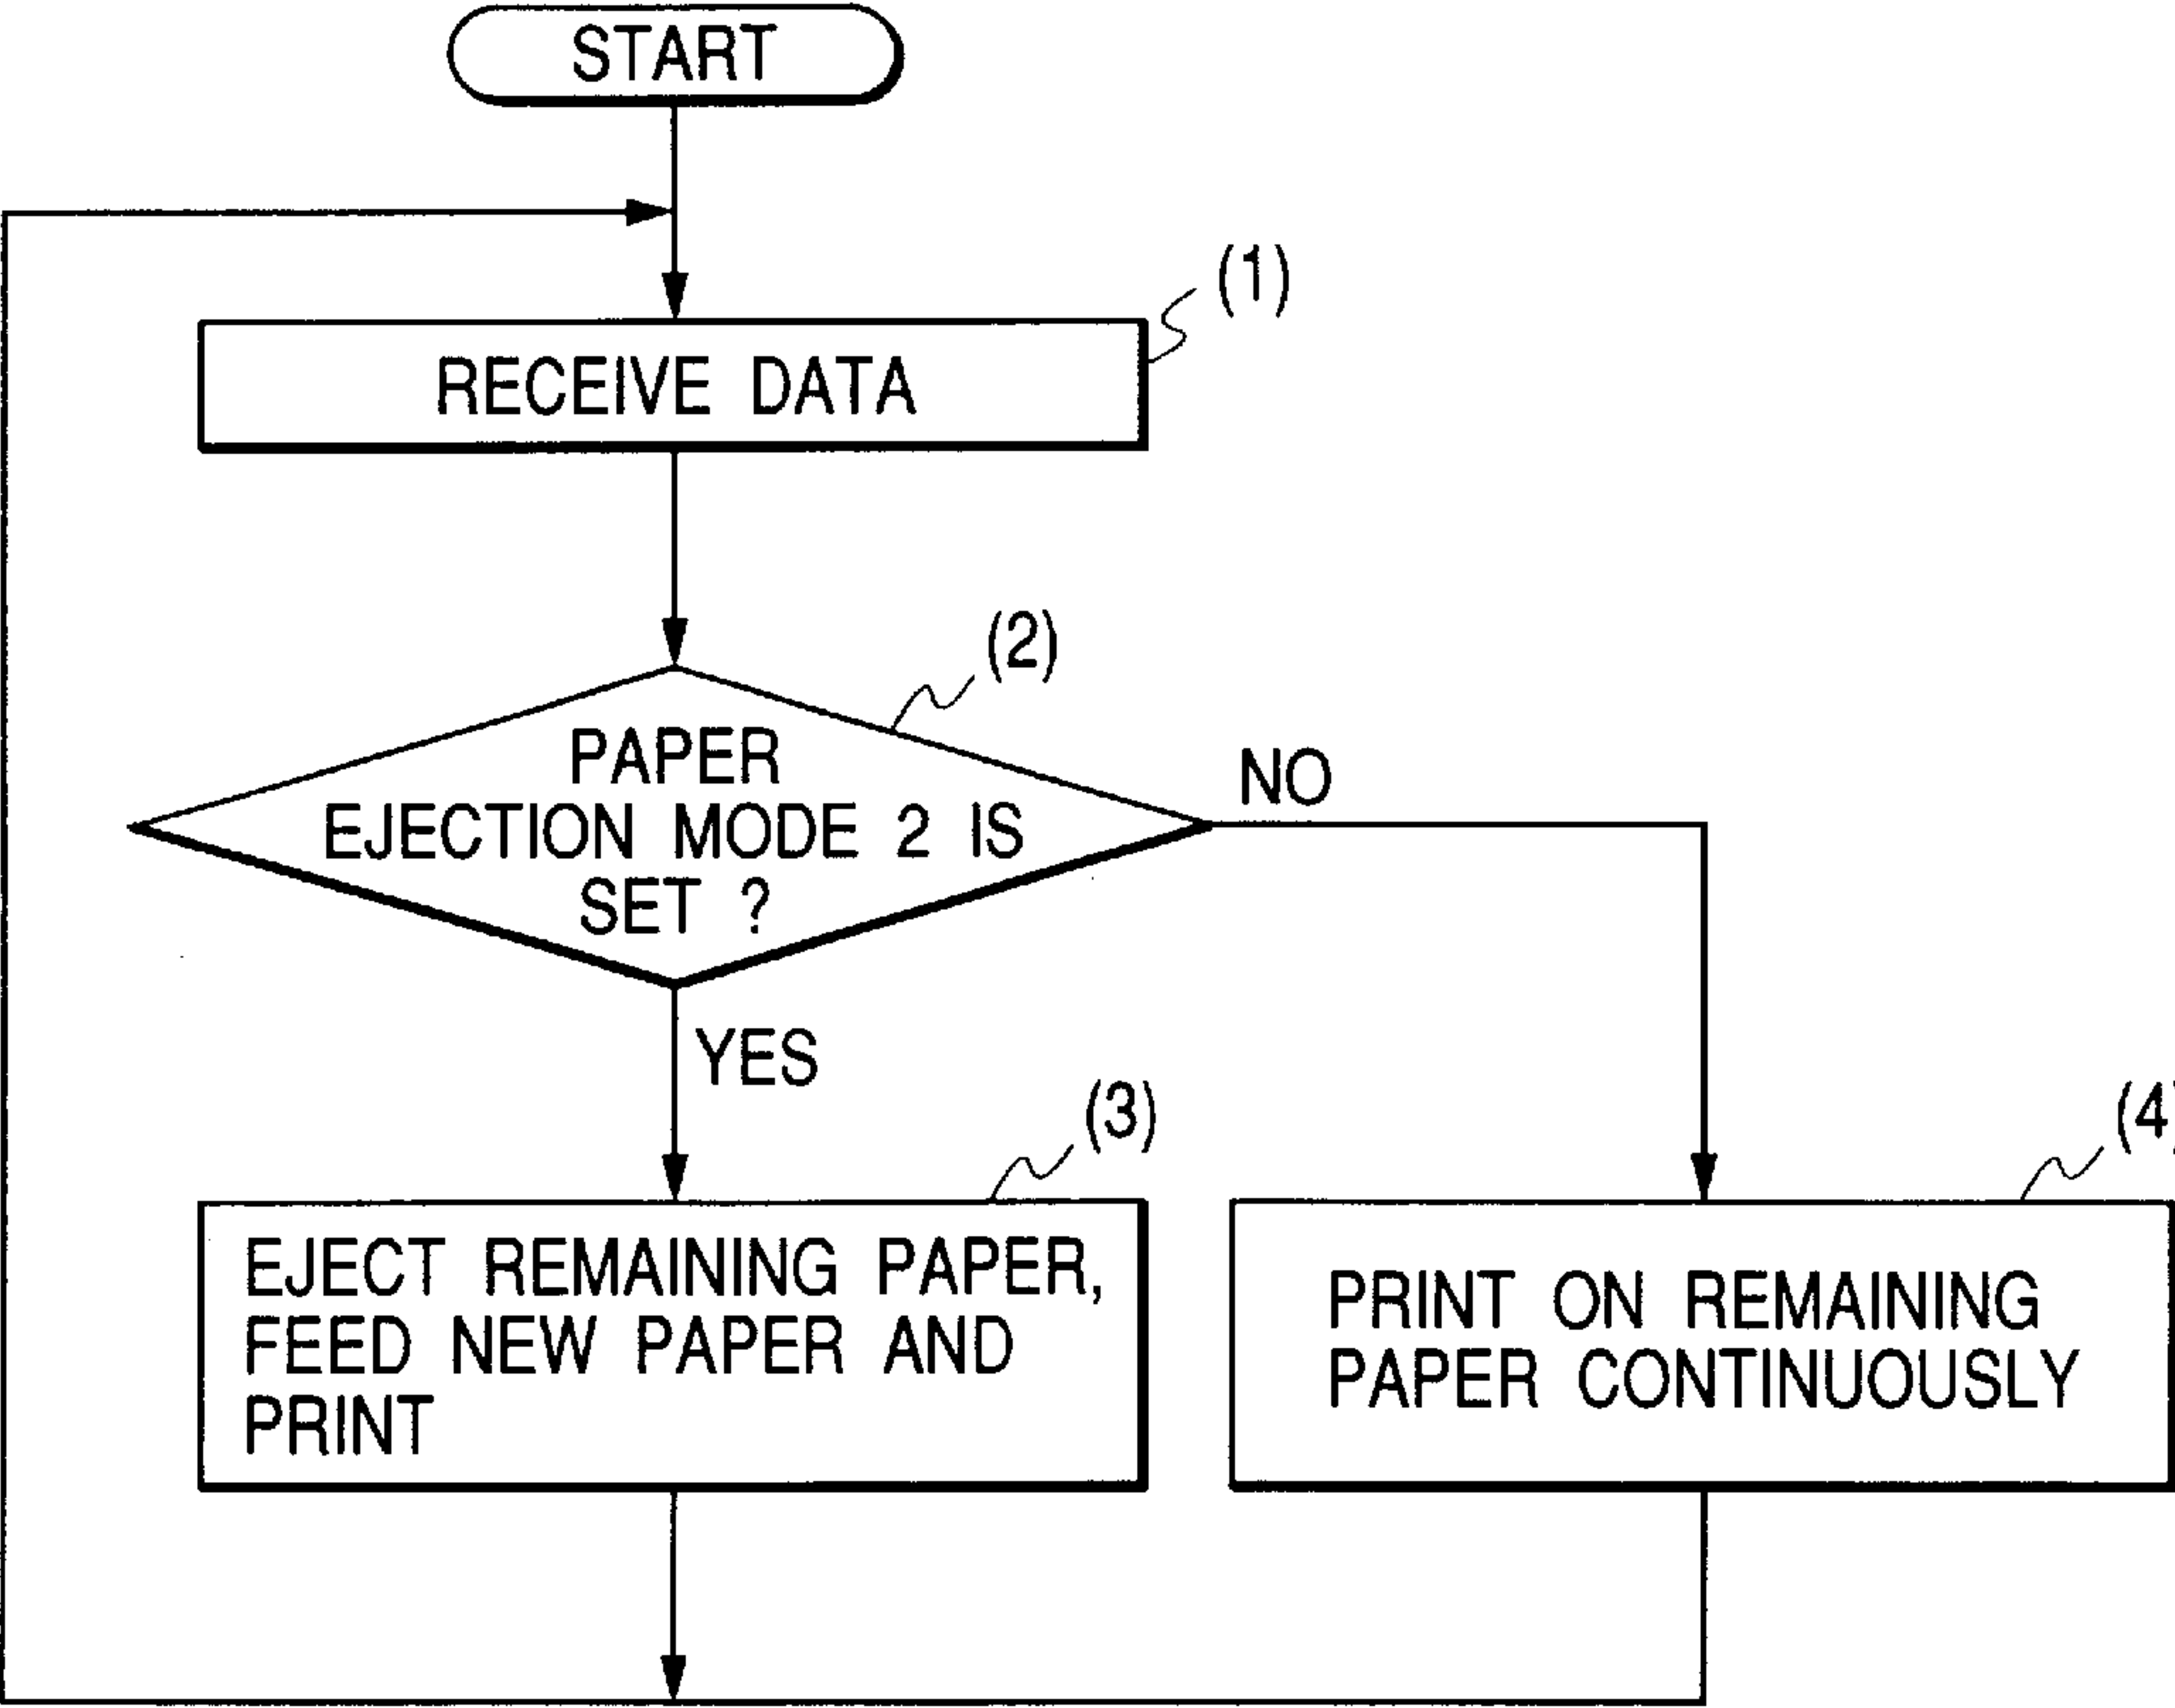 START
(1)
RECEIVE DATA
(2)
PAPER
EJECTION MODE 2 IS
SET ?
NO
YES
(3)
(4)
EJECT REMAINING PAPER,
FEED NEW PAPER AND
PRINT
PRINT ON REMAINING
PAPER CONTINUOUSLY